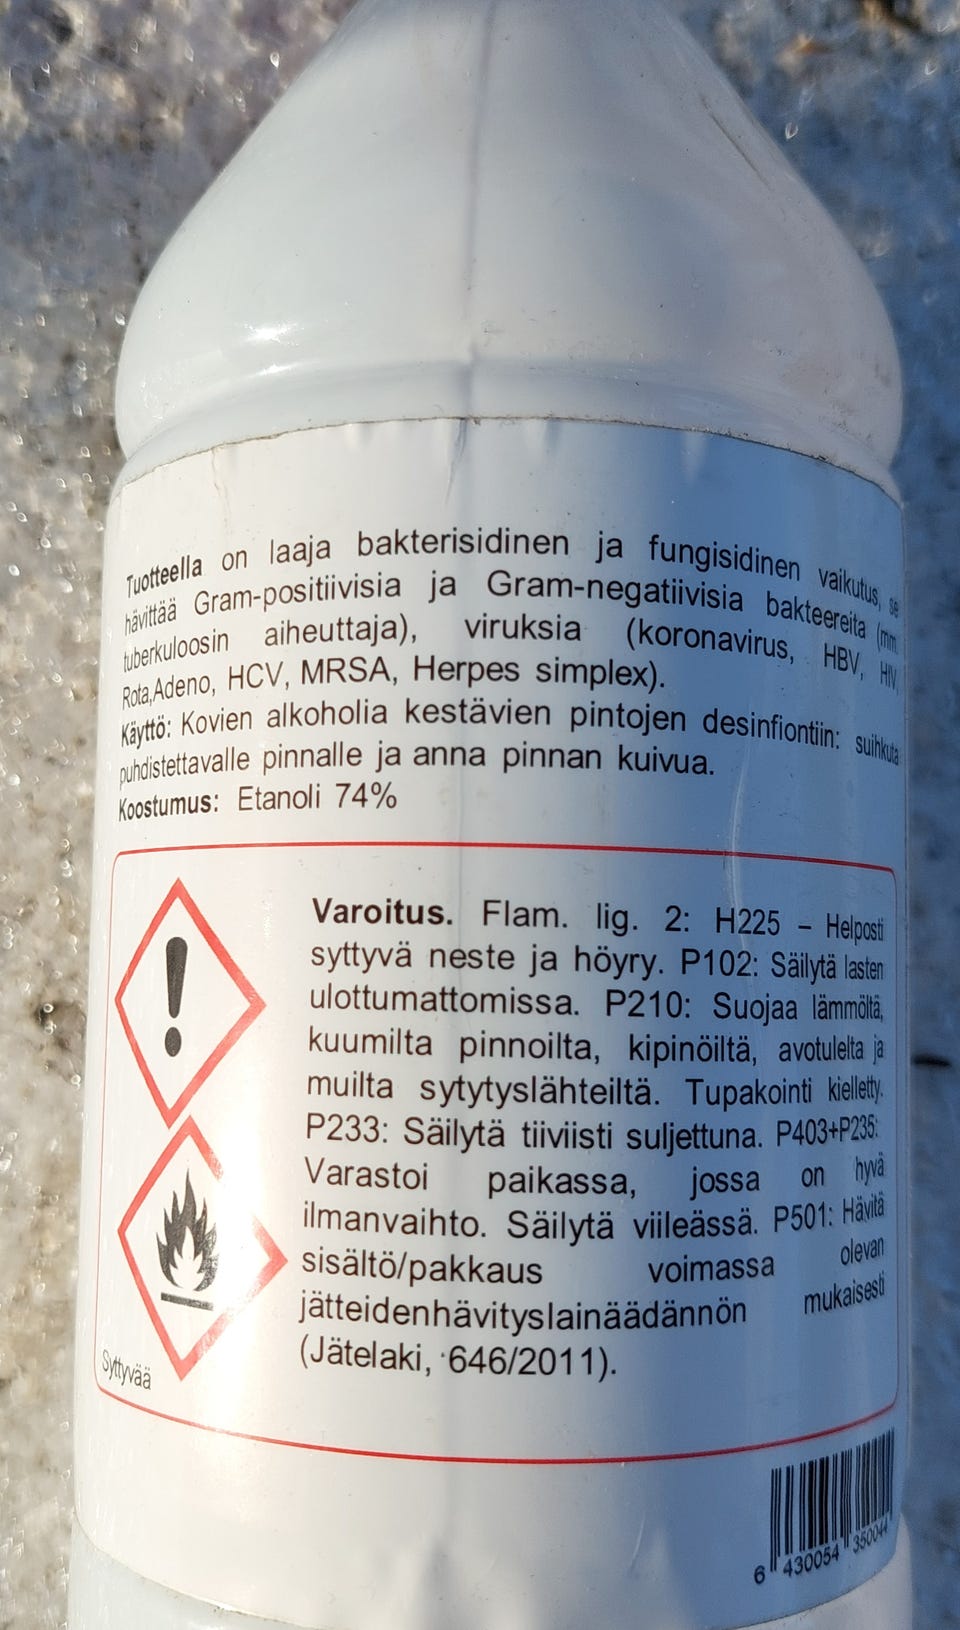 Tuotteella on laaja bakterisidinen ja fungisidinen vaikutus, se
hävittää Gram-positiivisia ja Gram-negatiivisia bakteereita (mm.
tuberkuloosin aiheuttaja), viruksia (koronavirus, HBV, HIV,
Rota,Adeno, HCV, MRSA, Herpes simplex).
Käyttö: Kovien alkoholia kestävien pintojen desinfiontiin: suihkuta
puhdistettavalle pinnalle ja anna pinnan kuivua.
Koostumus: Etanoli 74%
Varoitus. Flam. lig. 2: H225 – Helposti
syttyvä neste ja höyry. P102: Säilytä lasten
ulottumattomissa. P210: Suojaa lämmöltä,
kuumilta pinnoilta, kipinöiltä, avotulelta ja
muilta sytytyslähteiltä. Tupakointi kielletty.
P233: Säilytä tiiviisti suljettuna. P403+P235:
Varastoi paikassa, jossa on hyvä
ilmanvaihto. Säilytä viileässä. P501: Hävitä
sisältö/pakkaus voimassa olevan
jätteidenhävityslainäädännön mukaisesti
(Jätelaki, 646/2011).
Syttyvää
6 430054 350044